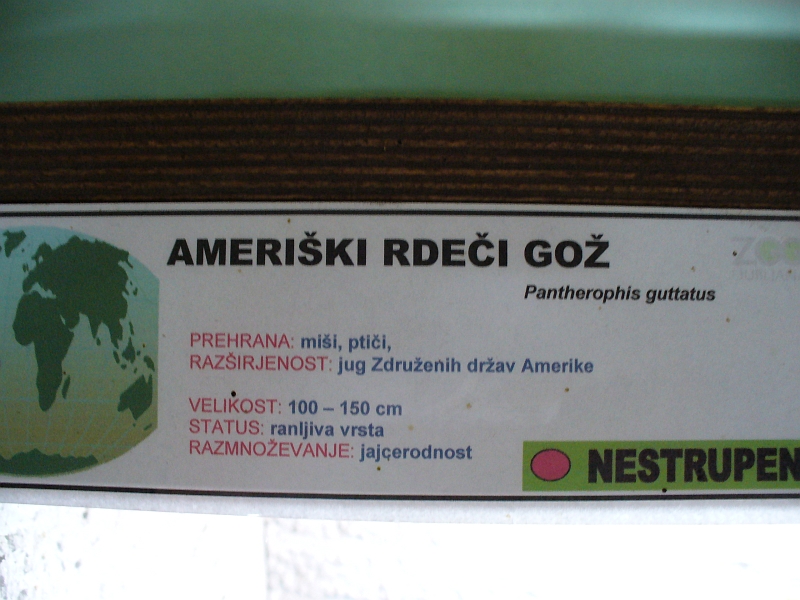 AMERIŠKI RDEČI GOŽ
Pantherophis guttatus
PREHRANA: miši, ptiči,
RAZŠIRJENOST: jug Združenih držav Amerike
VELIKOST: 100 – 150 cm
STATUS: ranljiva vrsta
RAZMNOŽEVANJE: jajcerodnost
NESTRUPEN